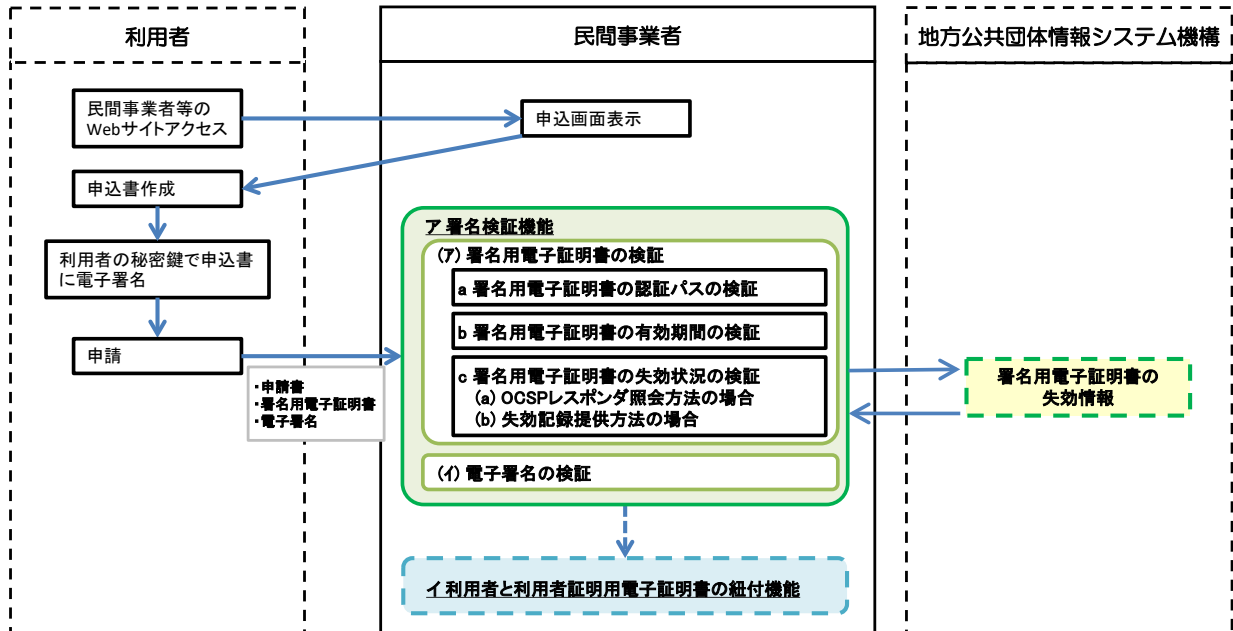 利用者
民間事業者
地方公共団体情報システム機構
民間事業者等の
Webサイトアクセス
申込画面表示
申込書作成
利用者の秘密鍵で申込書
に電子署名
申請
・申請書
・署名用電子証明書
・電子署名
ア 署名検証機能
(ア) 署名用電子証明書の検証
a 署名用電子証明書の認証パスの検証
b 署名用電子証明書の有効期間の検証
c 署名用電子証明書の失効状況の検証
(a) OCSPレスポンダ照会方法の場合
(b) 失効記録提供方法の場合
(イ) 電子署名の検証
署名用電子証明書の
失効情報
イ 利用者と利用者証明用電子証明書の紐付機能